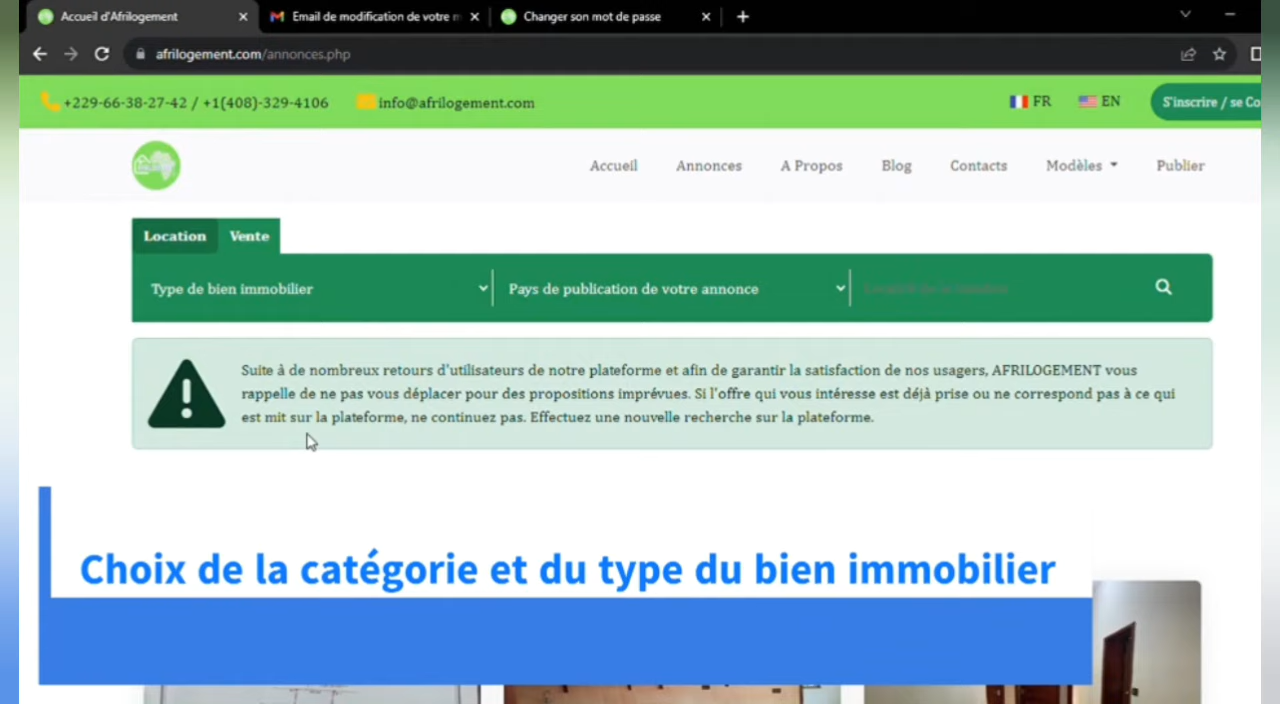 Accueil d'Afrilogement
Email de modification de votre m
Changer son mot de passe
afrilogement.com/annonces.php
+229-66-38-27-42 / +1(408)-329-4106
info@afrilogement.com
FR
EN
S'inscrire / se Co
Accueil
Annonces
A Propos
Blog
Contacts
Modèles
Publier
Location
Vente
Type de bien immobilier
Pays de publication de votre annonce
Suite à de nombreux retours d'utilisateurs de notre plateforme et afin de garantir la satisfaction de nos usagers, AFRILOGEMENT vous
rappelle de ne pas vous déplacer pour des propositions imprévues. Si l'offre qui vous intéresse est déjà prise ou ne correspond pas à ce qui
est mit sur la plateforme, ne continuez pas. Effectuez une nouvelle recherche sur la plateforme.
Choix de la catégorie et du type du bien immobilier